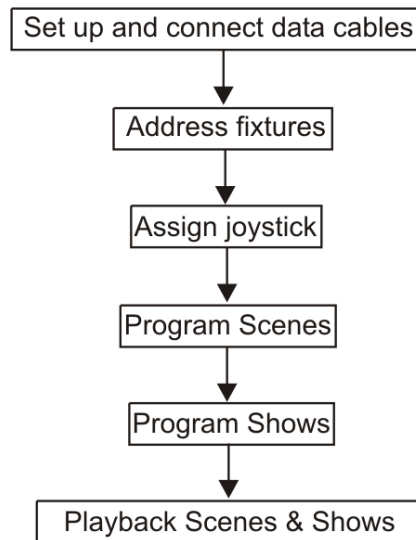 Set up and connect data cables
Address fixtures
Assign joystick
Program Scenes
Program Shows
Playback Scenes & Shows